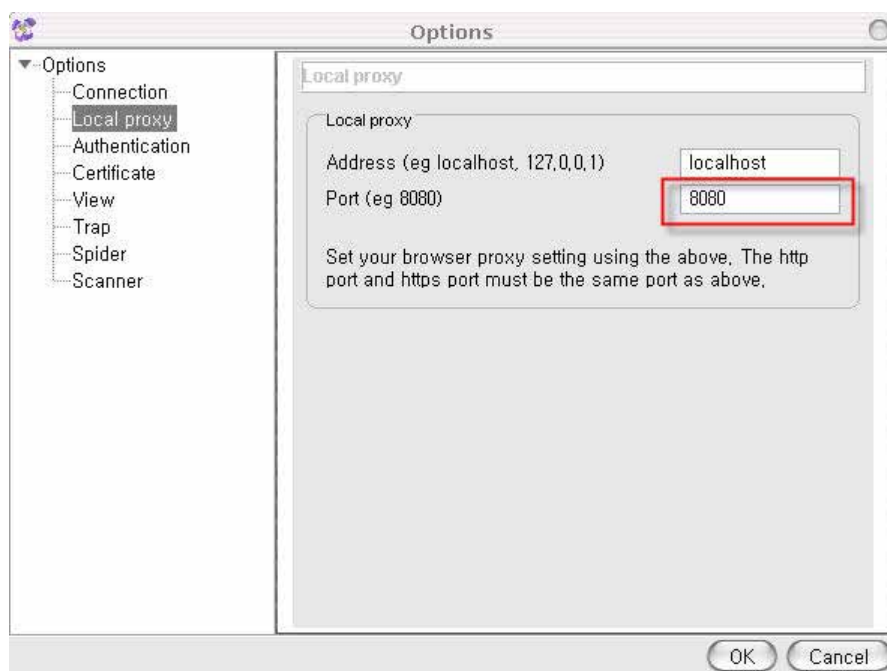 Options
Options
Connection
Local proxy
Authentication
Certificate
View
Trap
Spider
Scanner
Local proxy
Local proxy
Address (eg localhost, 127,0,0,1)
localhost
Port (eg 8080)
8080
Set your browser proxy setting using the above, The http
port and https port must be the same port as above,
OK
Cancel